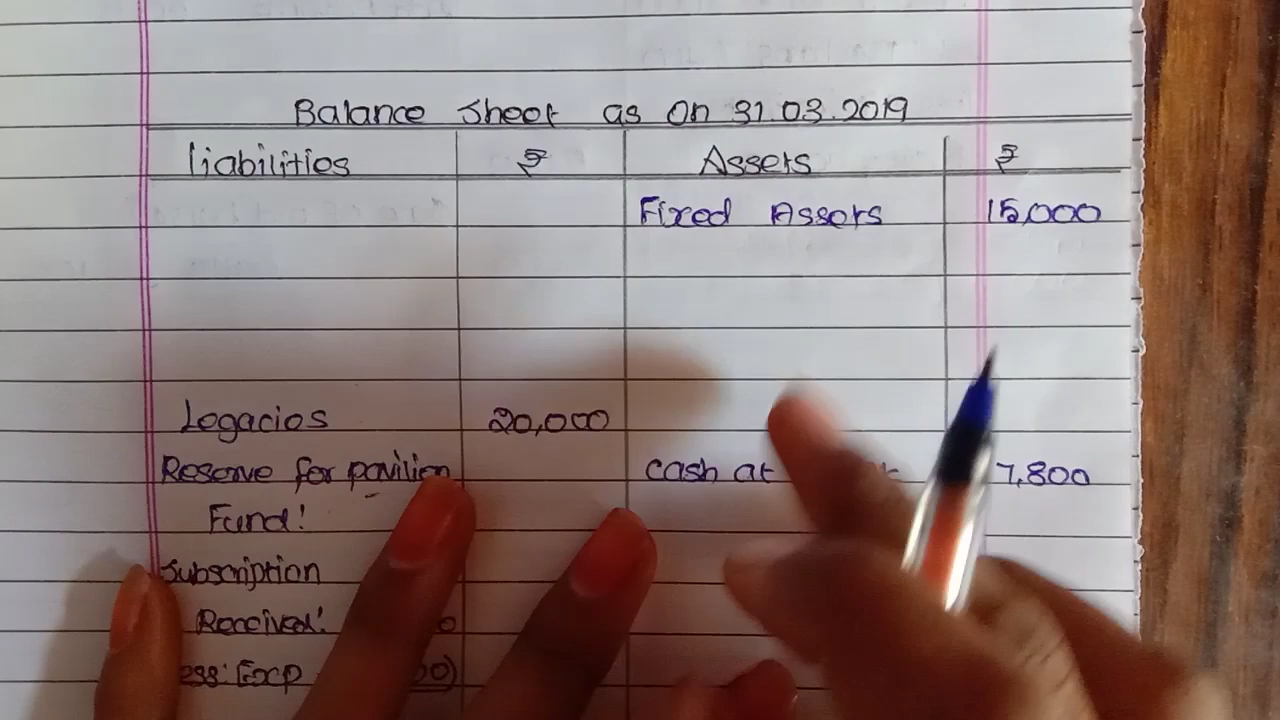 Balance Sheet as on 31.03.2019
Liabilities ₹ Assets ₹
Fixed Assets 15,000
Legacies 20,000
Reserve for pavilion Cash at 7,800
Fund:
Subscription
Received:
Exp